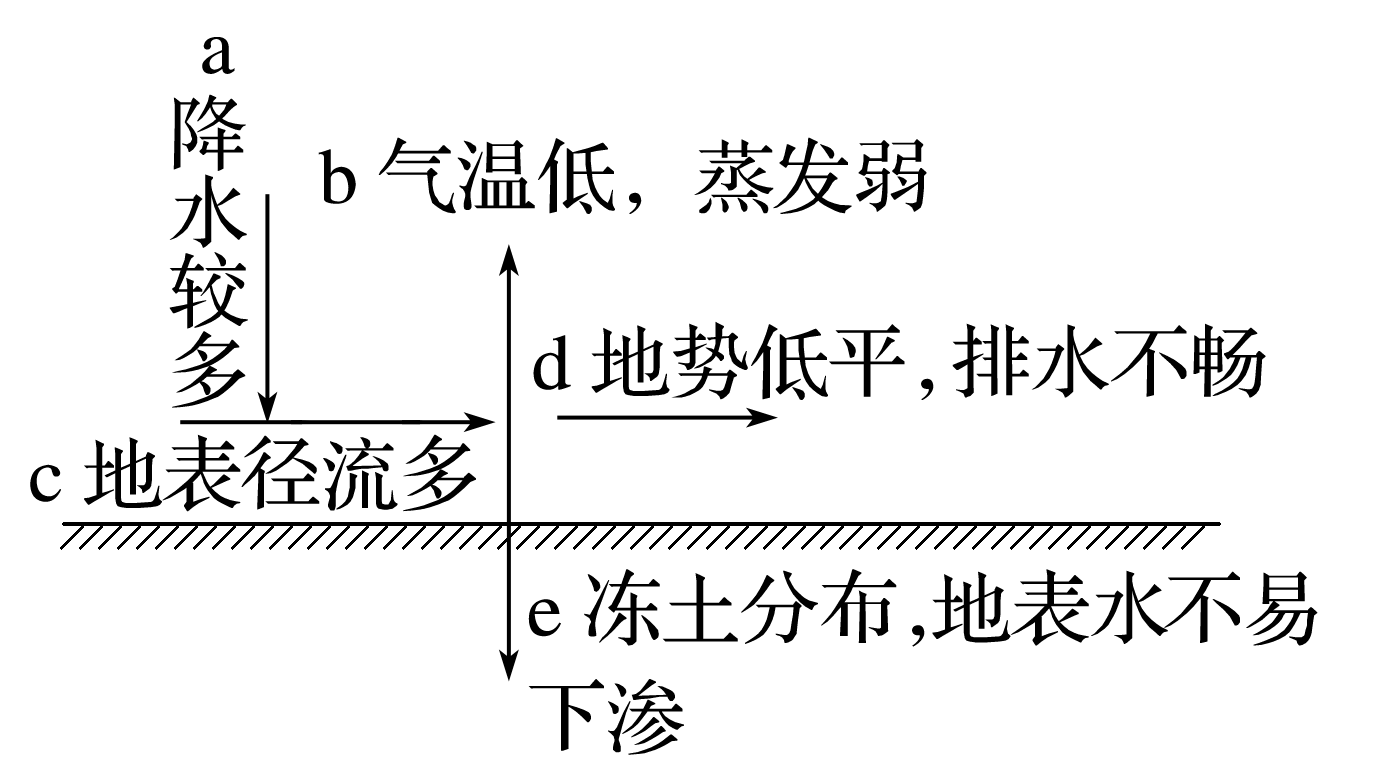 a
降水较多
b 气温低，蒸发弱
d 地势低平，排水不畅
c 地表径流多
e 冻土分布，地表水不易
下渗